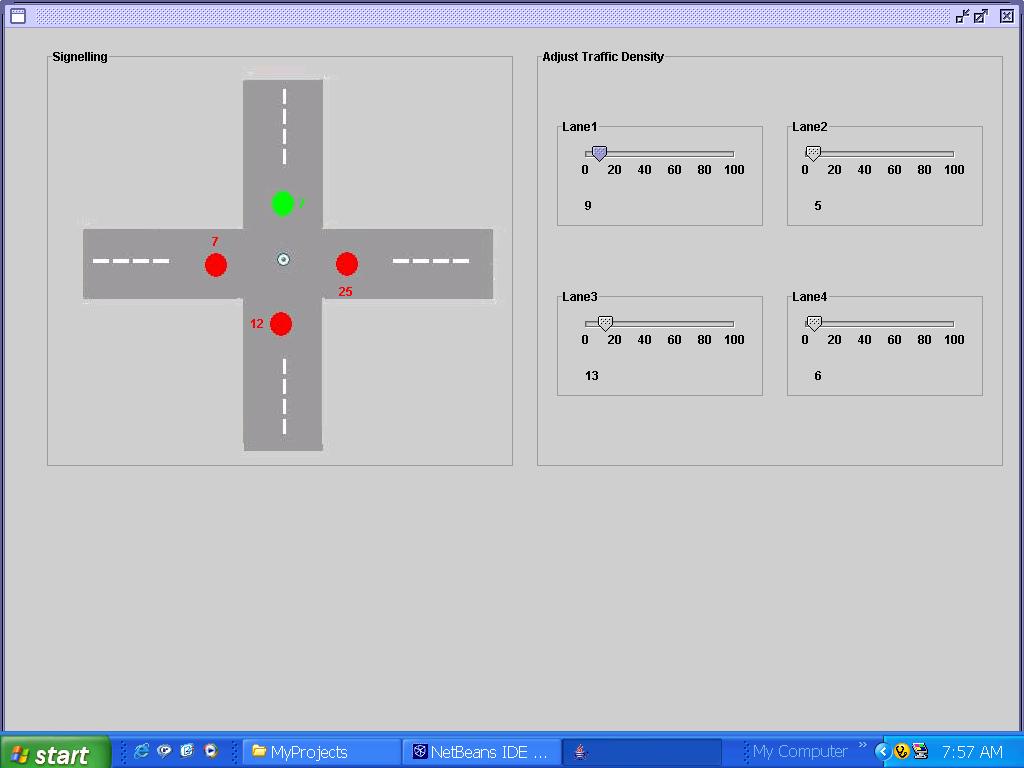 Signelling
7
7
25
12
Adjust Traffic Density
Lane1
0 20 40 60 80 100
9
Lane2
0 20 40 60 80 100
5
Lane3
0 20 40 60 80 100
13
Lane4
0 20 40 60 80 100
6
start
MyProjects
NetBeans IDE ...
My Computer »
7:57 AM